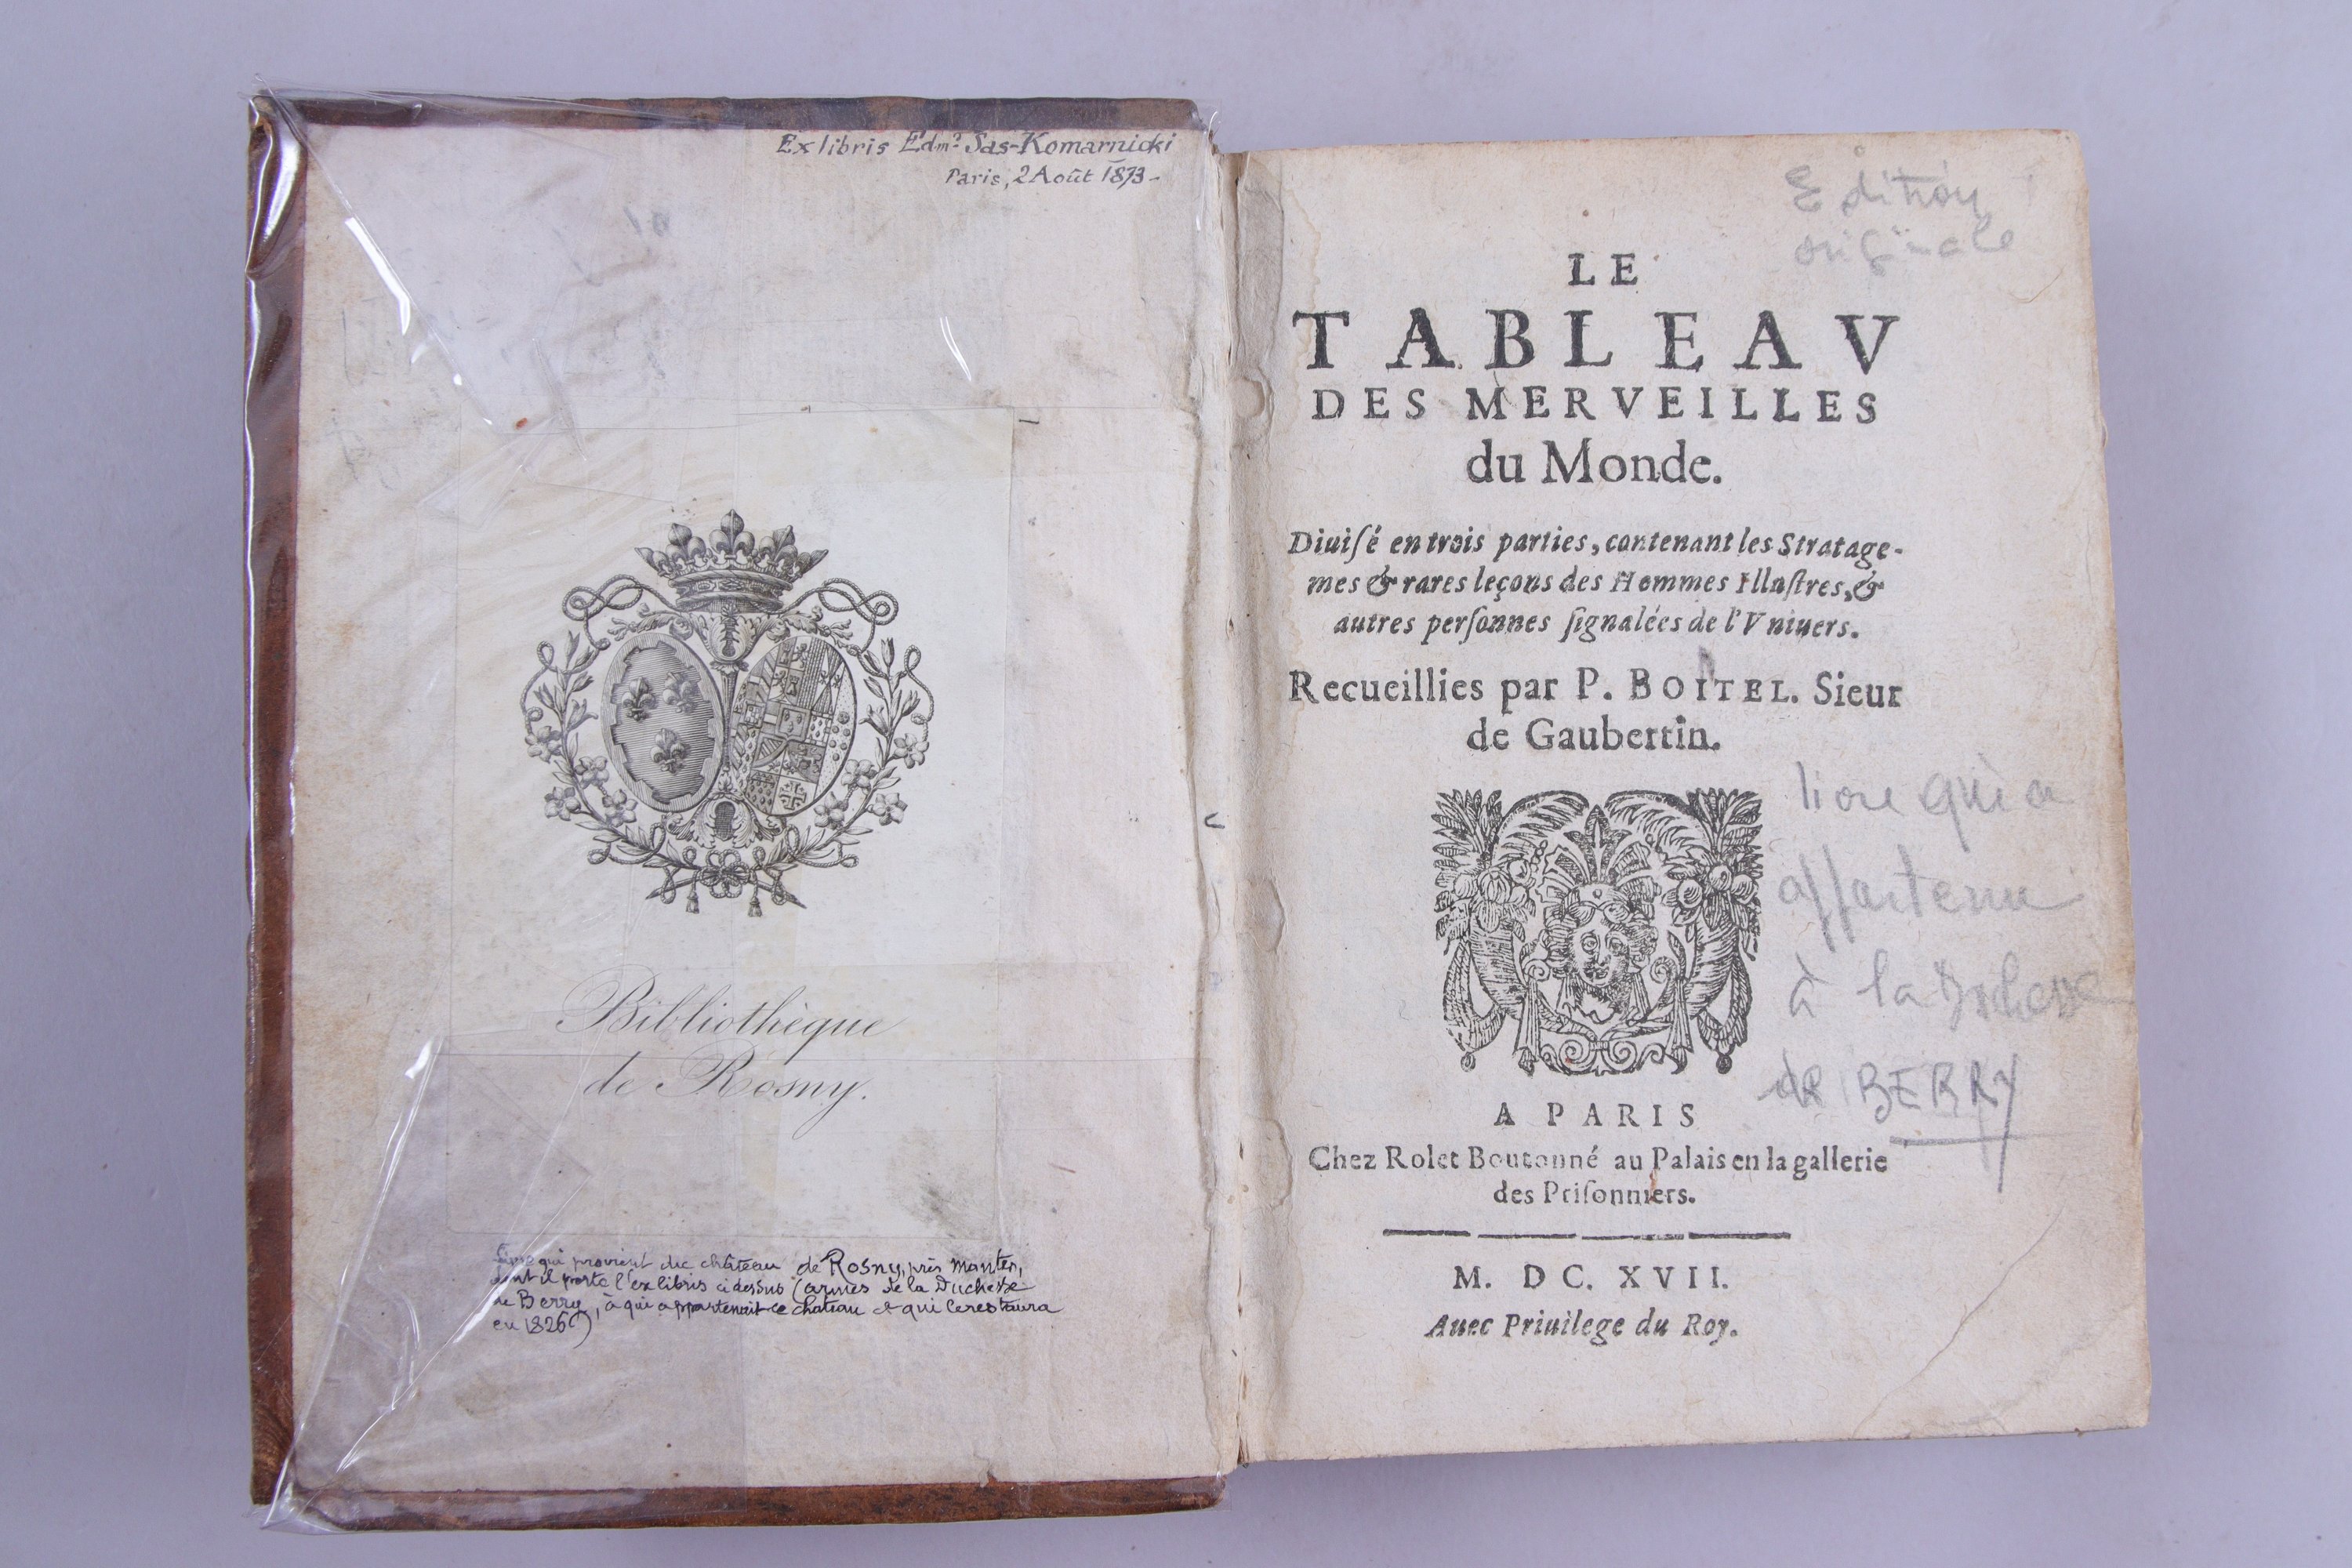 Ex libris Edm? Sas-Komarnicki
Paris, 2 Août 1873-
Bibliothèque
de Rosny.
Livre qui provient du château de Rosny, près Mantes,
dont il porte l'ex libris ci dessus (armes de la Duchesse
de Berry, à qui appartenait ce chateau et qui le restaura
en 1826)
Edition
originale
LE
TABLEAV
DES MERVEILLES
du Monde.
Diuiſé en trois parties, contenant les Stratage-
mes & rares leçons des Hommes Illuſtres, &
autres perſonnes ſignalées de l'Vniuers.
Recueillies par P. BOITEL. Sieur
de Gaubertin.
livre qui a
appartenu
à la Duchesse
de BERRY
A PARIS
Chez Rolet Boutonné au Palais en la gallerie
des Priſonniers.
M. DC. XVII.
Auec Priuilege du Roy.